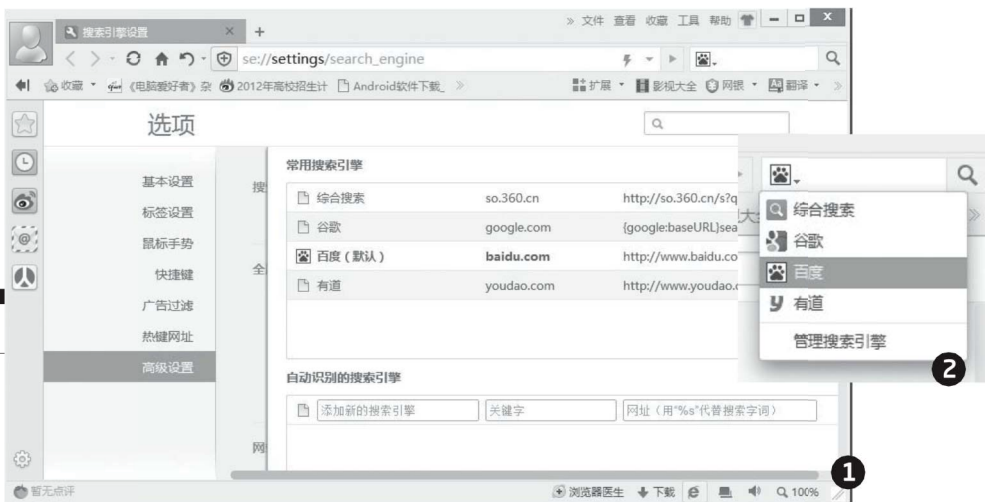 » 文件 查看 收藏 工具 帮助
搜索引擎设置 × +
se://settings/search_engine
收藏 《电脑爱好者》杂 2012年高校招生计 Android软件下载_ »
扩展 影视大全 网银 翻译 »
选项
基本设置
标签设置
鼠标手势
快捷键
广告过滤
热键网址
高级设置
搜
全
网
常用搜索引擎
综合搜索 so.360.cn http://so.360.cn/s?q
谷歌 google.com {google:baseURL}sea
百度(默认) baidu.com http://www.baidu.co
有道 youdao.com http://www.youdao.
自动识别的搜索引擎
添加新的搜索引擎 关键字 网址(用"%s"代替搜索字词)
暂无点评
浏览器医生 下载 100%
1
大
综合搜索
谷歌
百度
有道
管理搜索引擎
2